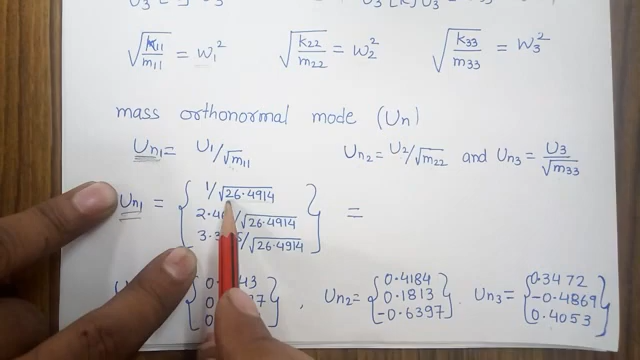 √k11/m11 = W1² √k22/m22 = W2² √k33/m33 = W3²
mass orthonormal mode (Un)
Un1 = U1/√m11 Un2 = U2/√m22 and Un3 = U3/√m33
Un1 = { 1/√26.4914 } =
/√26.4914
/√26.4914
Un2 = { 0.4184 Un3 = { 0.3472
0.1813 -0.4869
-0.6397 } 0.4053 }